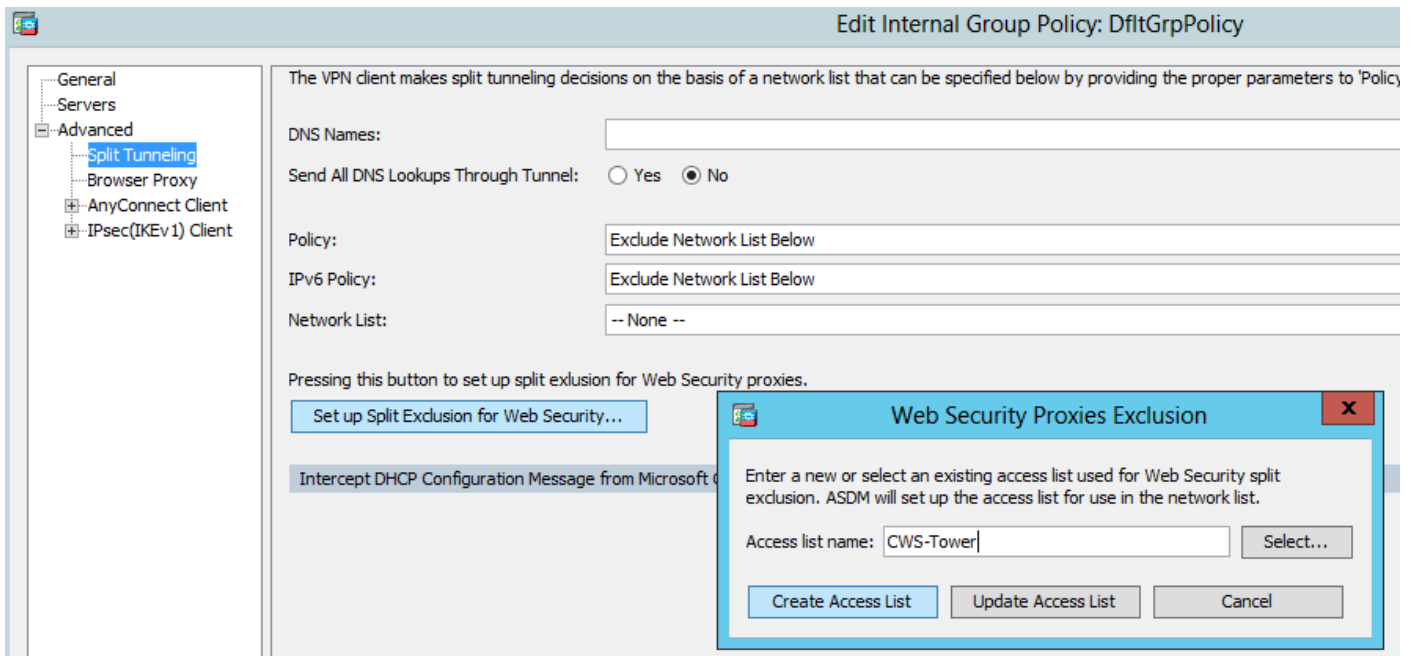 Edit Internal Group Policy: DfltGrpPolicy
General
Servers
Advanced
Split Tunneling
Browser Proxy
AnyConnect Client
IPsec(IKEv1) Client
The VPN client makes split tunneling decisions on the basis of a network list that can be specified below by providing the proper parameters to 'Policy
DNS Names:
Send All DNS Lookups Through Tunnel: Yes No
Policy: Exclude Network List Below
IPv6 Policy: Exclude Network List Below
Network List: -- None --
Pressing this button to set up split exlusion for Web Security proxies.
Set up Split Exclusion for Web Security...
Intercept DHCP Configuration Message from Microsoft
Web Security Proxies Exclusion
x
Enter a new or select an existing access list used for Web Security split
exclusion. ASDM will set up the access list for use in the network list.
Access list name: CWS-Tower Select...
Create Access List Update Access List Cancel